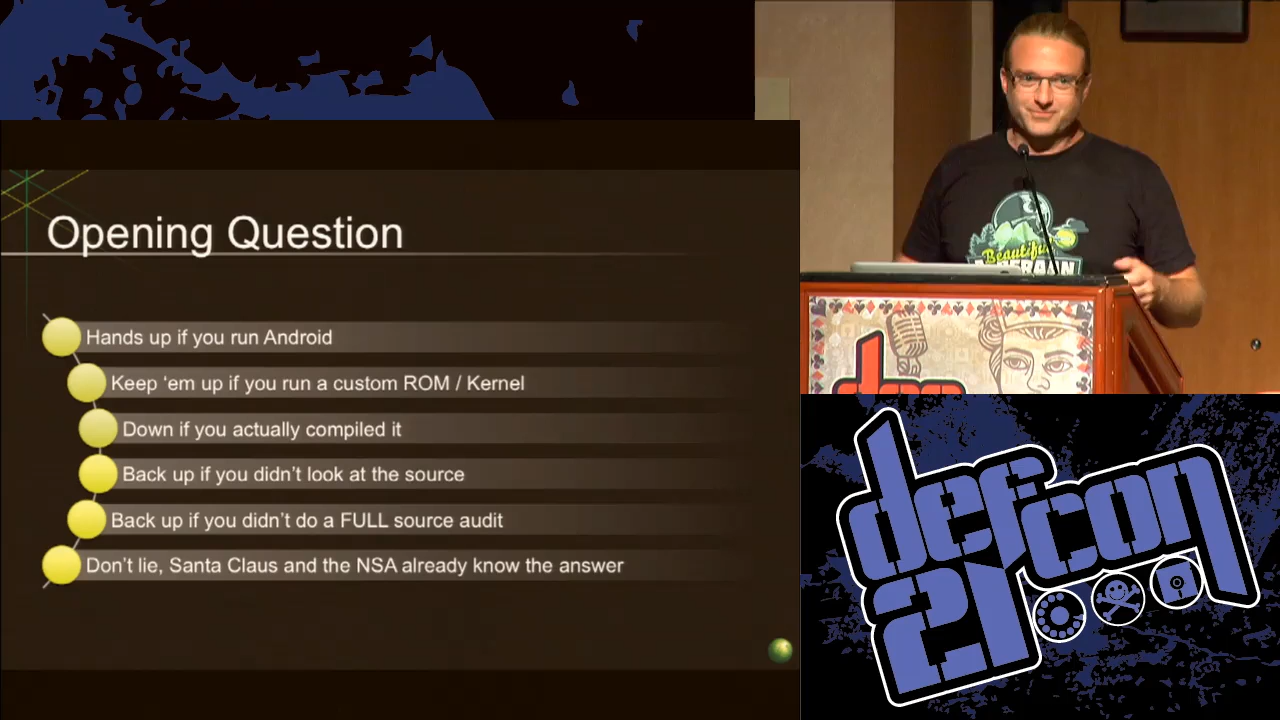 Opening Question
Hands up if you run Android
Keep ‘em up if you run a custom ROM / Kernel
Down if you actually compiled it
Back up if you didn’t look at the source
Back up if you didn’t do a FULL source audit
Don’t lie, Santa Claus and the NSA already know the answer
Beautiful
defcon
21